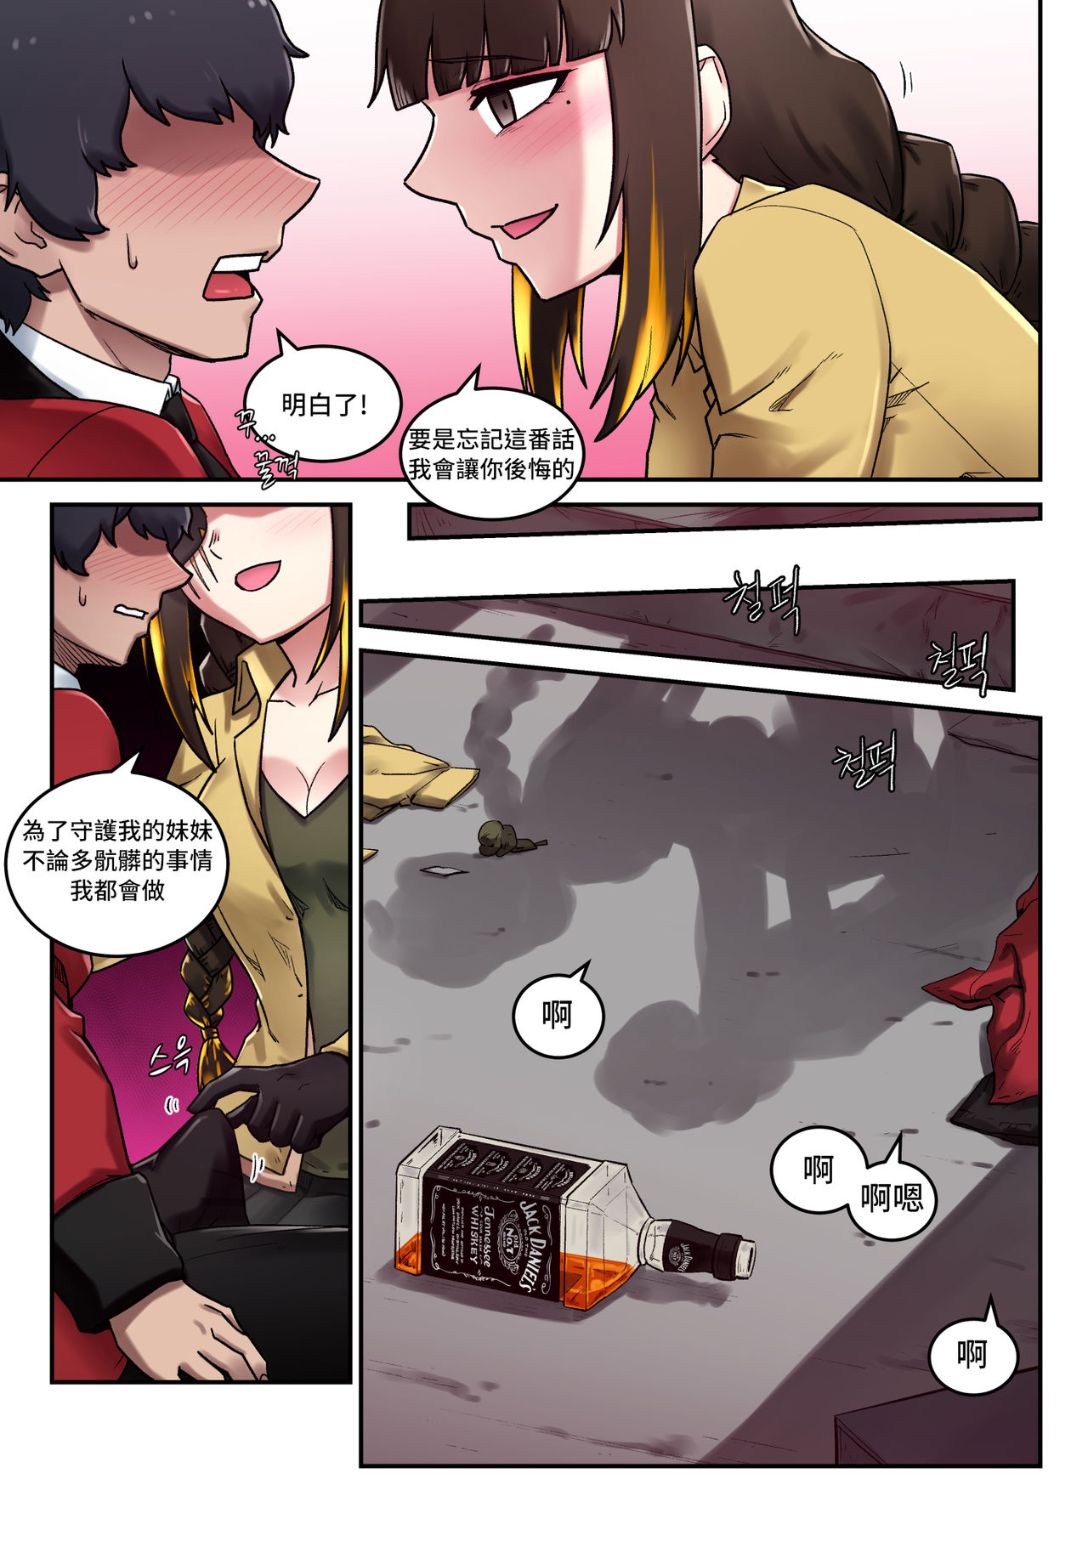 明白了!
要是忘記這番話
我會讓你後悔的
꾸...
꿀꺽
為了守護我的妹妹
不論多骯髒的事情
我都會做
스윽
철퍽
철퍽
철퍽
啊
啊
啊嗯
啊
JACK DANIEL'S
OLD
No.7
Tennessee
WHISKEY